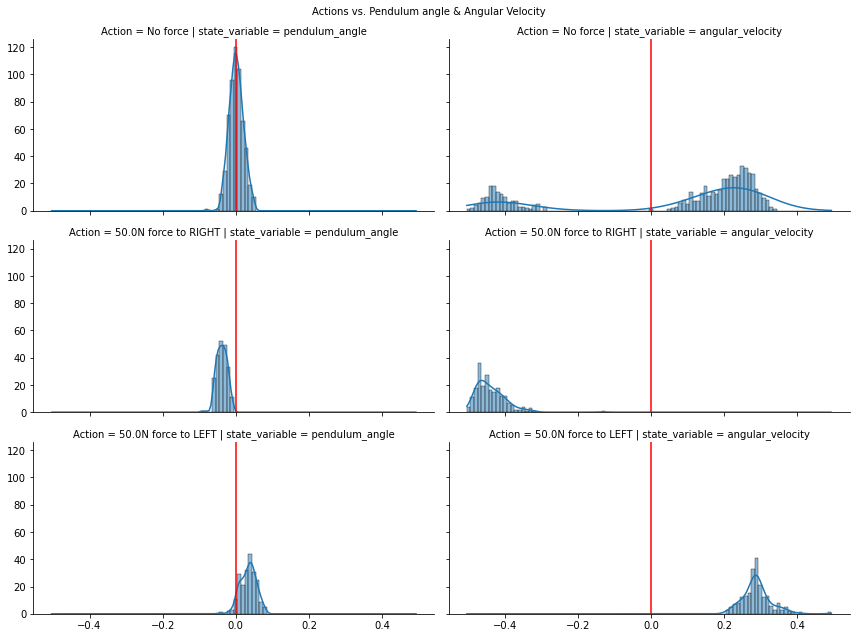 Actions vs. Pendulum angle & Angular Velocity
Action = No force | state_variable = pendulum_angle
Action = No force | state_variable = angular_velocity
120
100
80
60
40
20
0
Action = 50.0N force to RIGHT | state_variable = pendulum_angle
Action = 50.0N force to RIGHT | state_variable = angular_velocity
120
100
80
60
40
20
0
Action = 50.0N force to LEFT | state_variable = pendulum_angle
Action = 50.0N force to LEFT | state_variable = angular_velocity
120
100
80
60
40
20
0
−0.4 −0.2 0.0 0.2 0.4
−0.4 −0.2 0.0 0.2 0.4